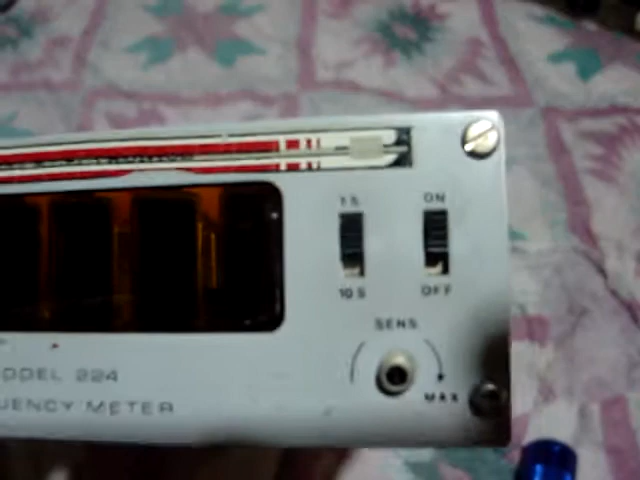 1 S
ON
10 S
OFF
SENS
MAX
ODEL 224
UENCY METER